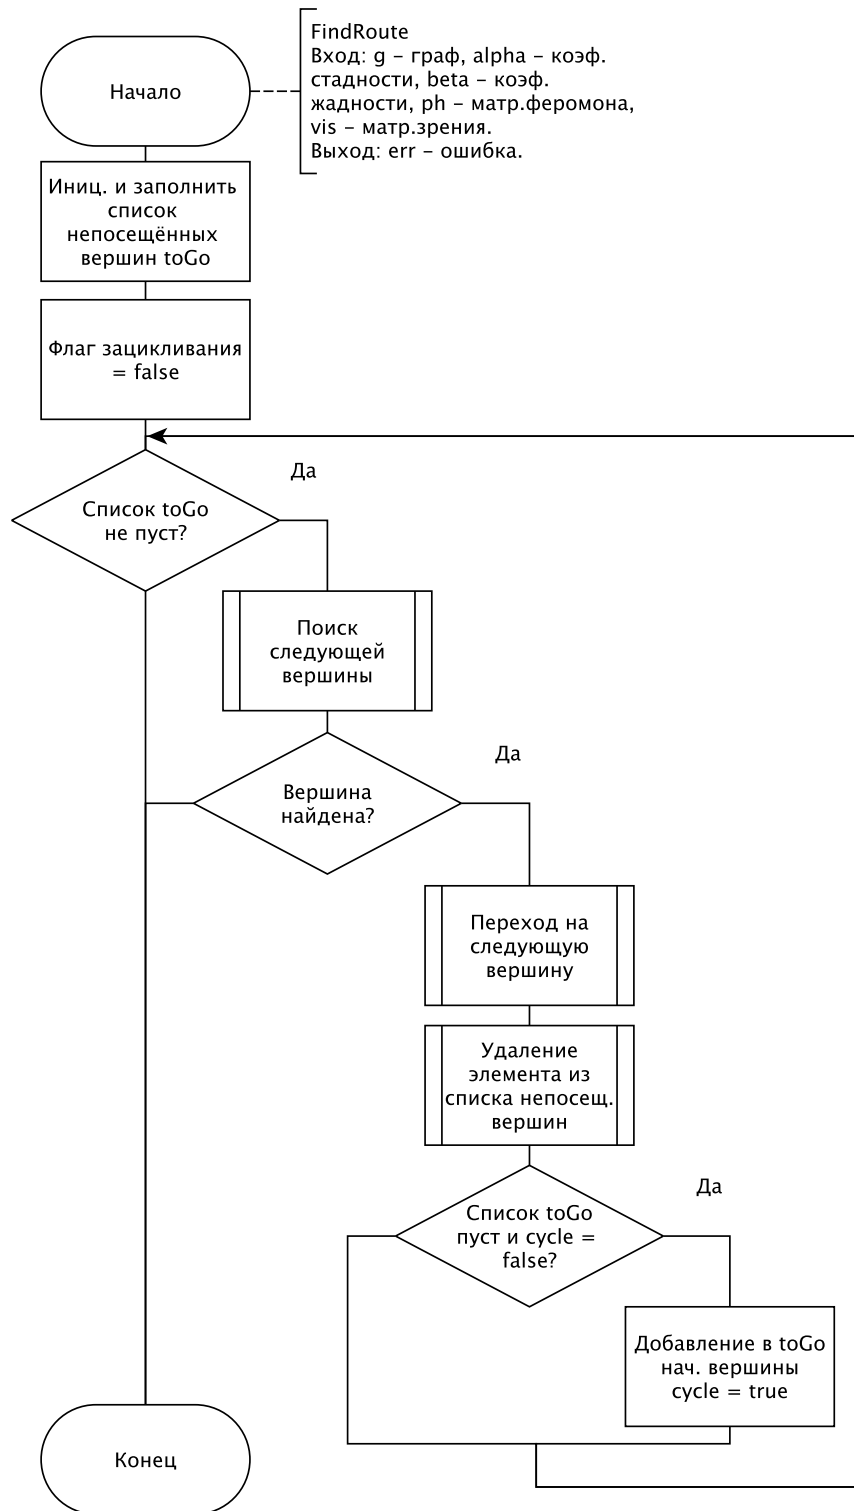 FindRoute
Вход: g – граф, alpha – коэф.
стадности, beta – коэф.
жадности, ph – матр.феромона,
vis – матр.зрения.
Выход: err – ошибка.
Начало
Иниц. и заполнить
список
непосещённых
вершин toGo
Флаг зацикливания
= false
Да
Список toGo
не пуст?
Поиск
следующей
вершины
Да
Вершина
найдена?
Переход на
следующую
вершину
Удаление
элемента из
списка непосещ.
вершин
Да
Список toGo
пуст и cycle =
false?
Добавление в toGo
нач. вершины
cycle = true
Конец